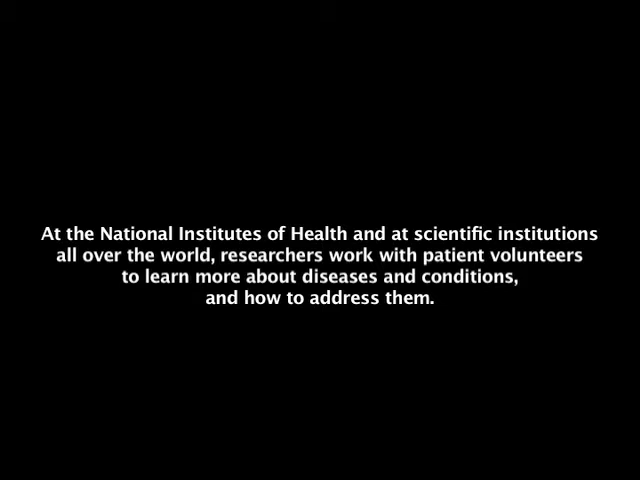 At the National Institutes of Health and at scientific institutions
all over the world, researchers work with patient volunteers
to learn more about diseases and conditions,
and how to address them.